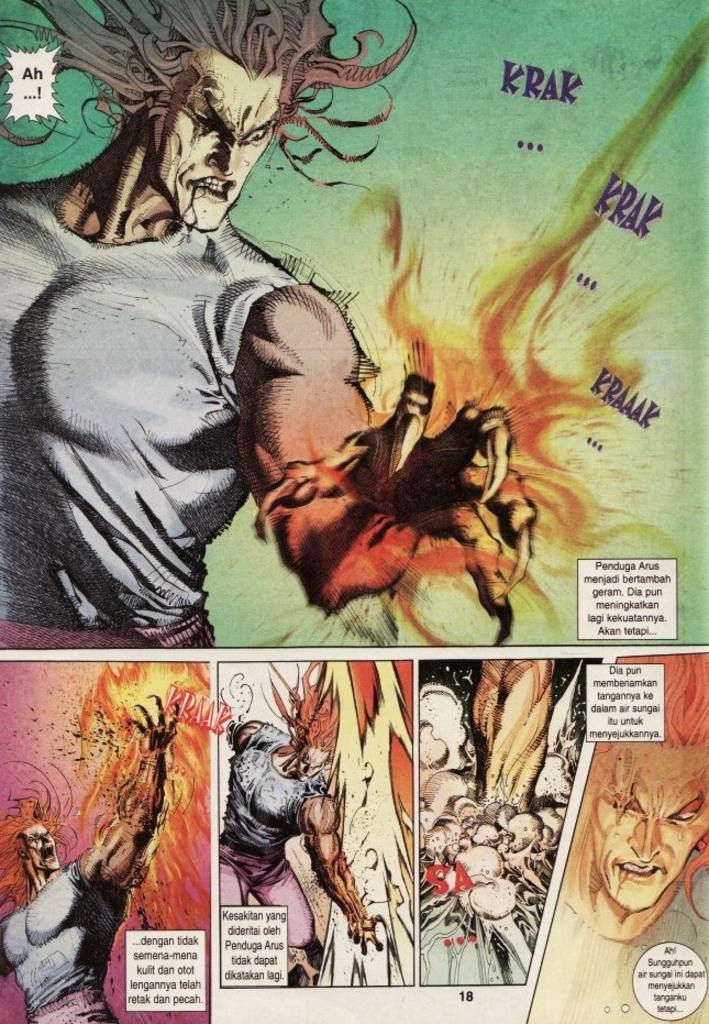 Ah
...!
KRAK
...
KRAK
...
KRAAAK
...
Penduga Arus
menjadi bertambah
geram. Dia pun
meningkatkan
lagi kekuatannya.
Akan tetapi...
KRAAK
...dengan tidak
semena-mena
kulit dan otot
lengannya telah
retak dan pecah.
Kesakitan yang
dideritai oleh
Penduga Arus
tidak dapat
dikatakan lagi.
SA
...
Dia pun
membenamkan
tangannya ke
dalam air sungai
itu untuk
menyejukkannya.
Ah!
Sungguhpun
air sungai ini dapat
menyejukkan
tanganku
tetapi...
18